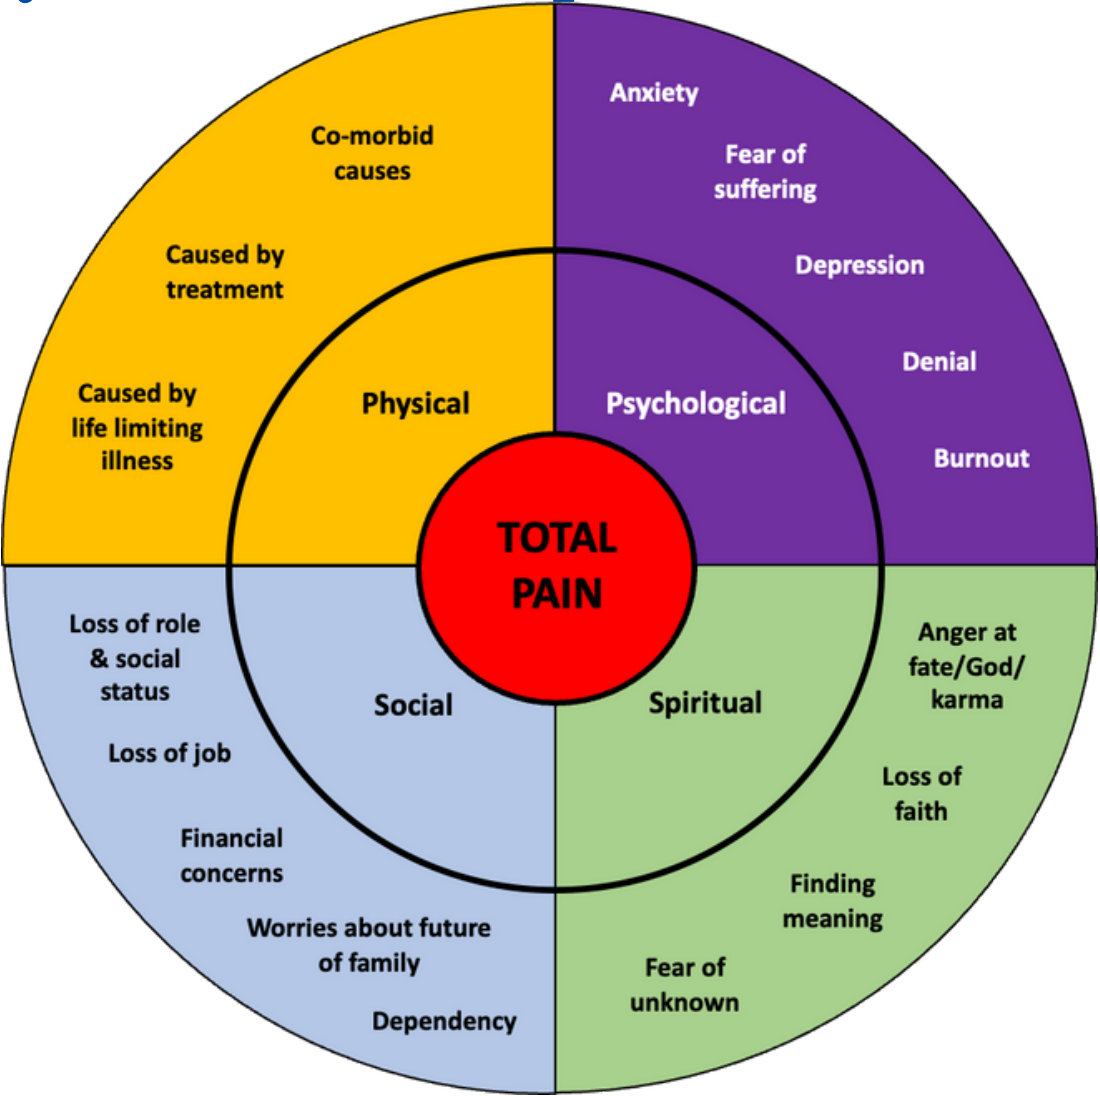 Co-morbid
causes
Caused by
treatment
Caused by
life limiting
illness
Physical
Anxiety
Fear of
suffering
Depression
Denial
Burnout
Psychological
TOTAL
PAIN
Loss of role
& social
status
Loss of job
Financial
concerns
Worries about future
of family
Dependency
Social
Spiritual
Anger at
fate/God/
karma
Loss of
faith
Finding
meaning
Fear of
unknown